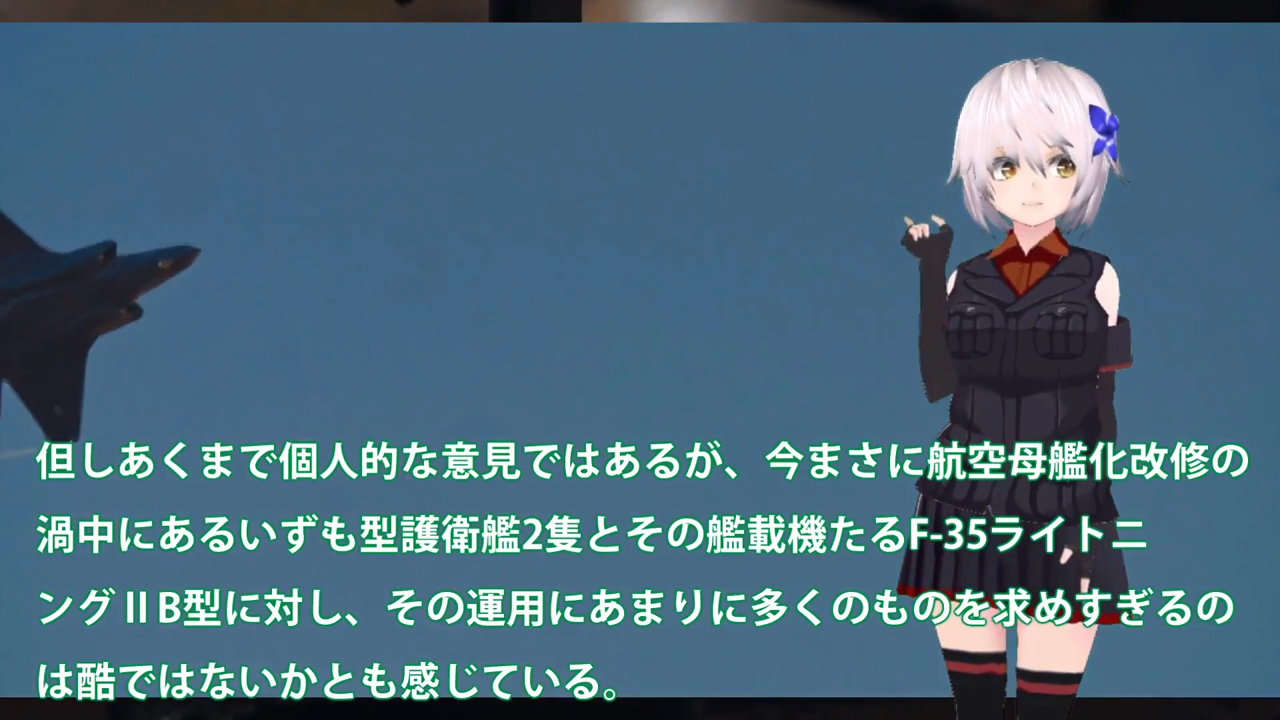 但しあくまで個人的な意見ではあるが、今まさに航空母艦化改修の
渦中にあるいずも型護衛艦2隻とその艦載機たるF-35ライトニ
ングⅡB型に対し、その運用にあまりに多くのものを求めすぎるの
は酷ではないかとも感じている。